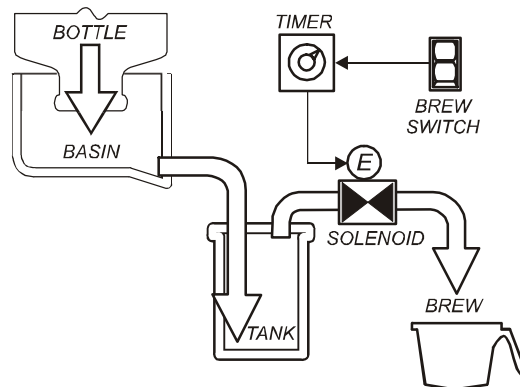 BOTTLE
TIMER
BREW
SWITCH
BASIN
E
SOLENOID
BREW
TANK